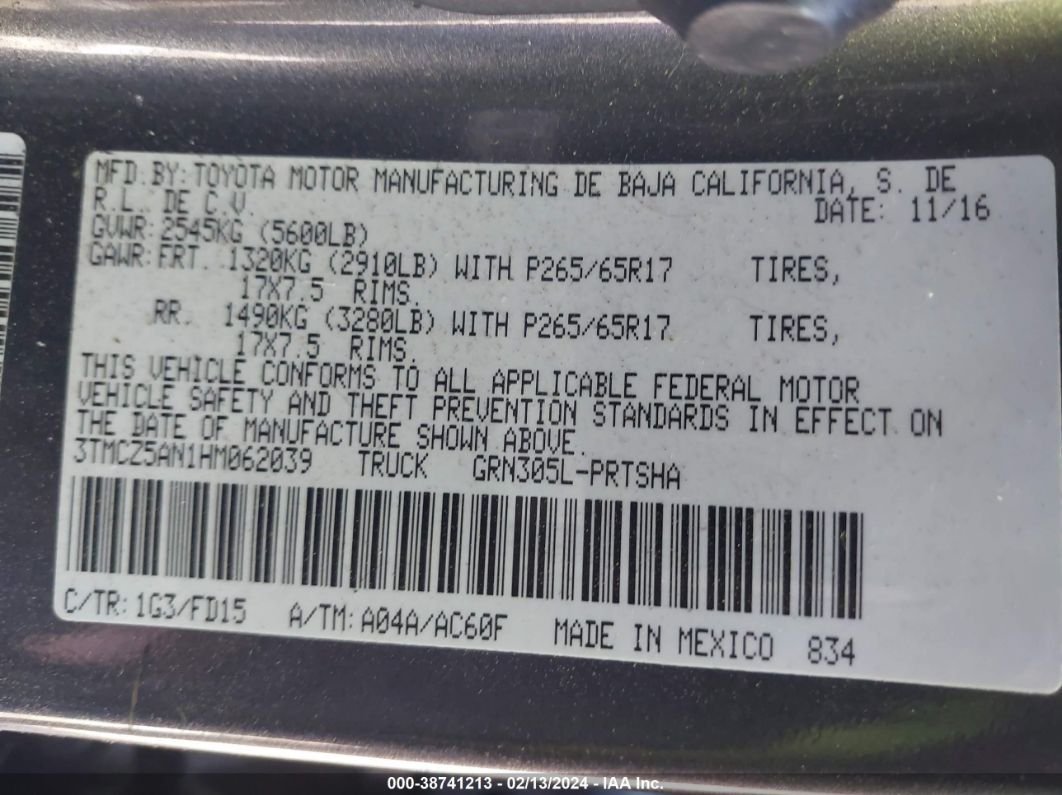 MFD.BY:TOYOTA MOTOR MANUFACTURING DE BAJA CALIFORNIA, S. DE
R.L. DE C.V. DATE: 11/16
GVWR:2545KG (5600LB)
GAWR:FRT. 1320KG (2910LB) WITH P265/65R17 TIRES,
17X7.5 RIMS.
RR. 1490KG (3280LB) WITH P265/65R17 TIRES,
17X7.5 RIMS.
THIS VEHICLE CONFORMS TO ALL APPLICABLE FEDERAL MOTOR
VEHICLE SAFETY AND THEFT PREVENTION STANDARDS IN EFFECT ON
THE DATE OF MANUFACTURE SHOWN ABOVE.
3TMCZ5AN1HM062039 TRUCK GRN305L-PRTSHA
C/TR:1G3/FD15 A/TM:A04A/AC60F MADE IN MEXICO 834
000-38741213 - 02/13/2024 - IAA Inc.